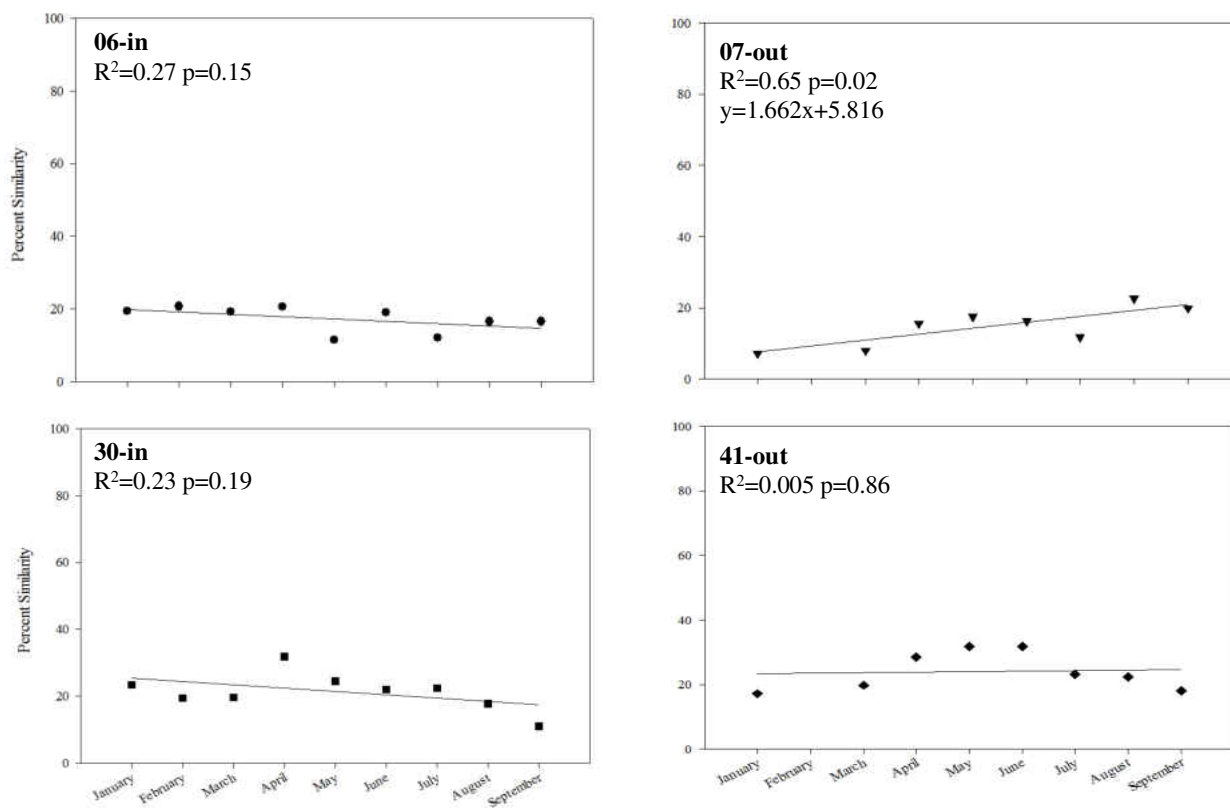 06-in
R²=0.27 p=0.15
Percent Similarity
100
80
60
40
20
0
07-out
R²=0.65 p=0.02
y=1.662x+5.816
100
80
60
40
20
0
30-in
R²=0.23 p=0.19
Percent Similarity
100
80
60
40
20
0
January
February
March
April
May
June
July
August
September
41-out
R²=0.005 p=0.86
100
80
60
40
20
0
January
February
March
April
May
June
July
August
September